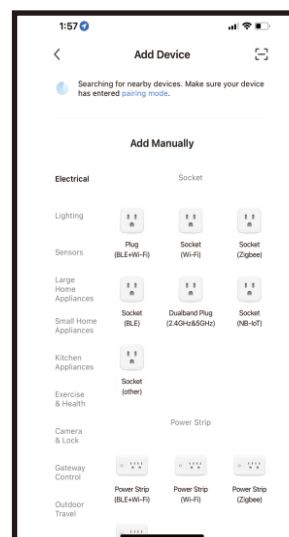 1:57
Add Device
Searching for nearby devices. Make sure your device
has entered pairing mode.
Add Manually
Electrical
Lighting
Sensors
Large
Home
Appliances
Small Home
Appliances
Kitchen
Appliances
Exercise
& Health
Camera
& Lock
Gateway
Control
Outdoor
Travel
Socket
Plug
(BLE+Wi-Fi)
Socket
(Wi-Fi)
Socket
(Zigbee)
Socket
(BLE)
Dualband Plug
(2.4GHz&5GHz)
Socket
(NB-IoT)
Socket
(other)
Power Strip
Power Strip
(BLE+Wi-Fi)
Power Strip
(Wi-Fi)
Power Strip
(Zigbee)